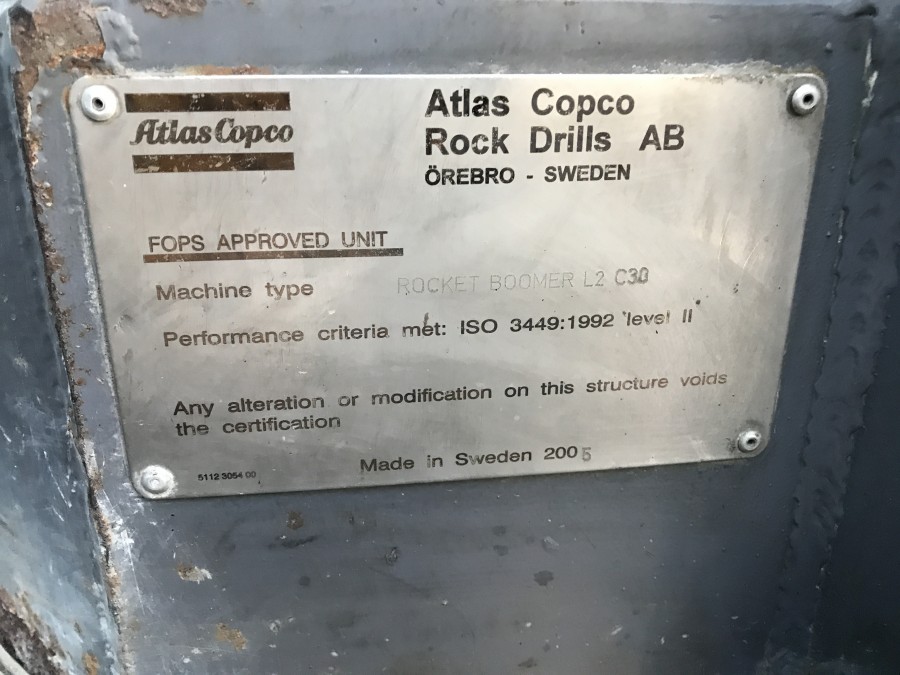 Atlas Copco
Atlas Copco
Rock Drills AB
ÖREBRO - SWEDEN
FOPS APPROVED UNIT
Machine type ROCKET BOOMER L2 C30
Performance criteria met: ISO 3449:1992 level II
Any alteration or modification on this structure voids
the certification
Made in Sweden 2005
5112 3054 00